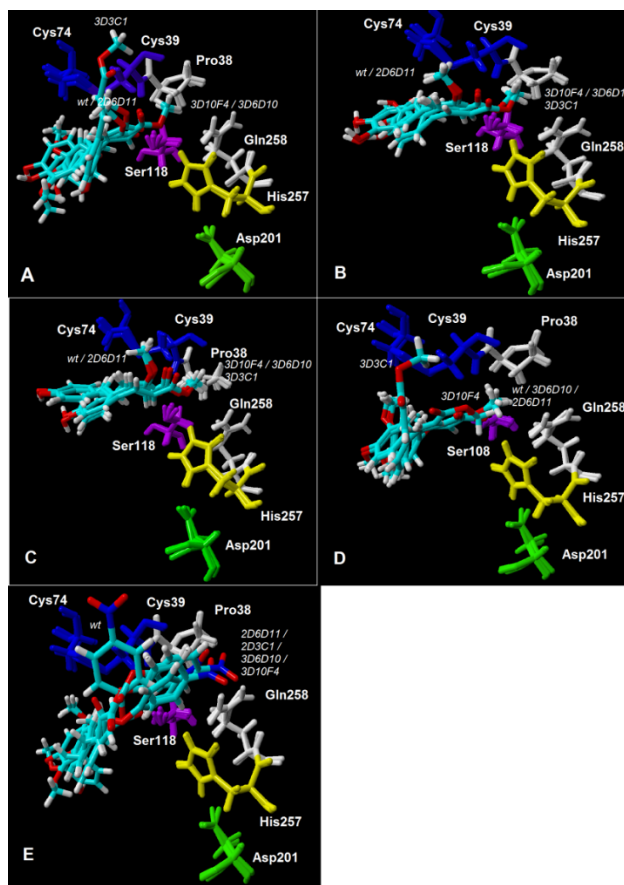 3D3C1
Cys74
Cys39
Pro38
wt / 2D6D11
3D10F4 / 3D6D10
Gln258
Ser118
His257
Asp201
A
Cys74
Cys39
Pro38
wt / 2D6D11
3D10F4 / 3D6D1
3D3C1
Ser118
Gln258
His257
Asp201
B
Cys74
Cys39
wt / 2D6D11
Pro38
3D10F4 / 3D6D10
3D3C1
Gln258
Ser118
His257
Asp201
C
Cys74
Cys39
Pro38
3D3C1
3D10F4
wt / 3D6D10 /
2D6D11
Gln258
Ser108
His257
Asp201
D
Cys74
Cys39
Pro38
wt
2D6D11 /
2D3C1 /
3D6D10 /
3D10F4
Gln258
Ser118
His257
Asp201
E